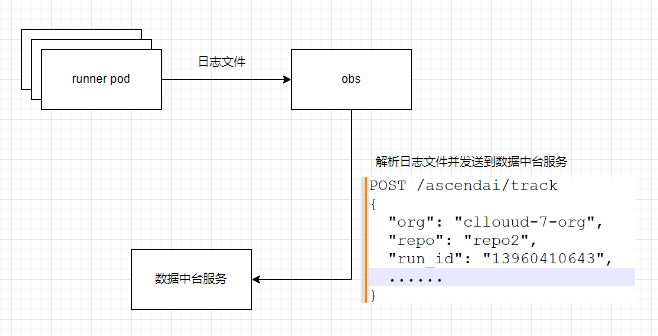 日志文件
runner pod
obs
解析日志文件并发送到数据中台服务
POST /ascendai/track
{
"org": "cllouud-7-org",
"repo": "repo2",
"run_id": "13960410643",
......
}
数据中台服务